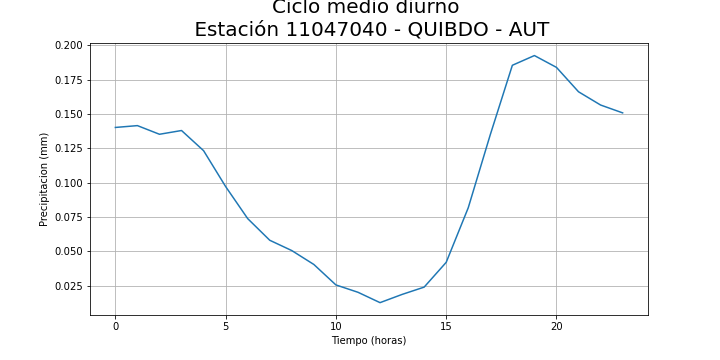 Ciclo medio diurno
Estación 11047040 - QUIBDO - AUT
0.200
0.175
0.150
0.125
0.100
0.075
0.050
0.025
Precipitacion (mm)
0 5 10 15 20
Tiempo (horas)